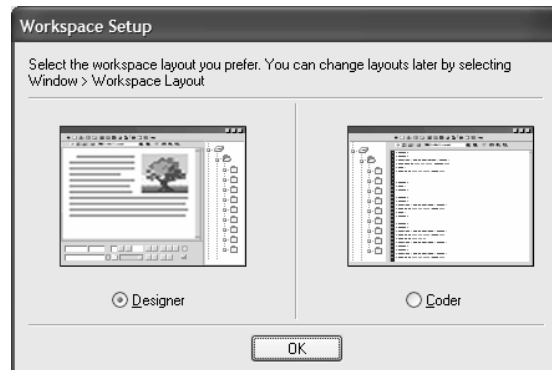 Workspace Setup
Select the workspace layout you prefer. You can change layouts later by selecting
Window > Workspace Layout
Designer
Coder
OK